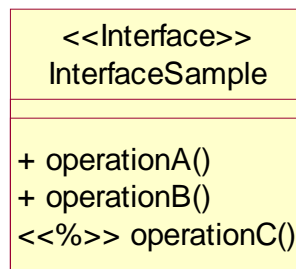 <<Interface>>
InterfaceSample
+ operationA()
+ operationB()
<<%>> operationC()